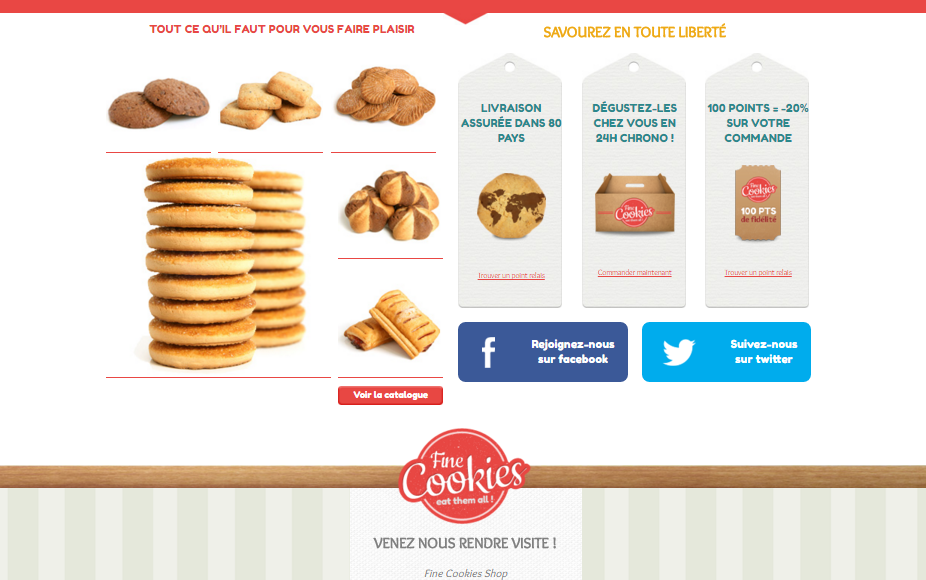 TOUT CE QU'IL FAUT POUR VOUS FAIRE PLAISIR
SAVOUREZ EN TOUTE LIBERTÉ
LIVRAISON
ASSURÉE DANS 80
PAYS
Trouver un point relais
DÉGUSTEZ-LES
CHEZ VOUS EN
24H CHRONO !
Fine
Cookies
Commander maintenant
100 POINTS = -20%
SUR VOTRE
COMMANDE
Fine
Cookies
100 PTS
de fidélité
Trouver un point relais
Rejoignez-nous
sur facebook
Suivez-nous
sur twitter
Voir la catalogue
Fine
Cookies
eat them all !
VENEZ NOUS RENDRE VISITE !
Fine Cookies Shop